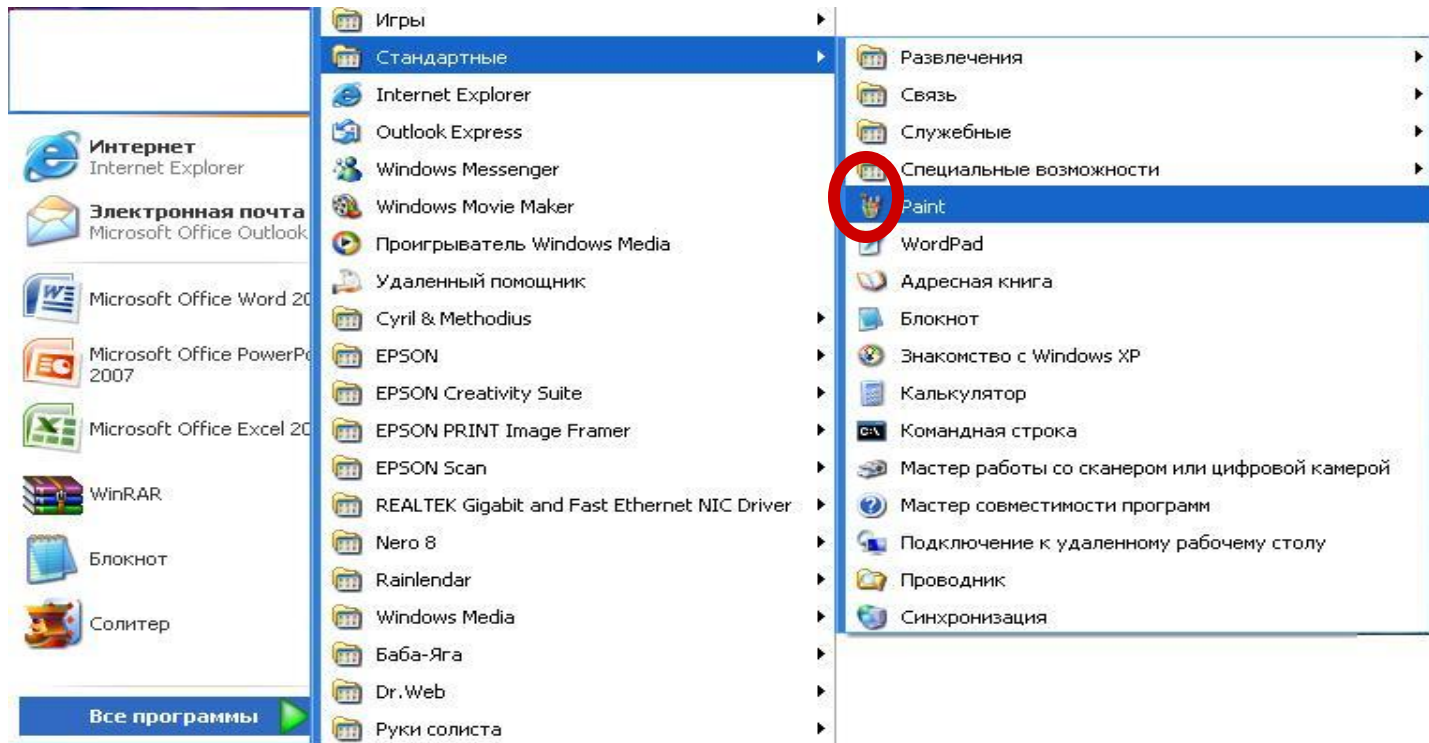 Интернет
Internet Explorer
Электронная почта
Microsoft Office Outlook
Microsoft Office Word 20
Microsoft Office PowerPo
2007
Microsoft Office Excel 20
WinRAR
Блокнот
Солитер
Все программы
Игры
Стандартные
Internet Explorer
Outlook Express
Windows Messenger
Windows Movie Maker
Проигрыватель Windows Media
Удаленный помощник
Cyril & Methodius
EPSON
EPSON Creativity Suite
EPSON PRINT Image Framer
EPSON Scan
REALTEK Gigabit and Fast Ethernet NIC Driver
Nero 8
Rainlendar
Windows Media
Баба-Яга
Dr.Web
Руки солиста
Развлечения
Связь
Служебные
Специальные возможности
Paint
WordPad
Адресная книга
Блокнот
Знакомство с Windows XP
Калькулятор
Командная строка
Мастер работы со сканером или цифровой камерой
Мастер совместимости программ
Подключение к удаленному рабочему столу
Проводник
Синхронизация